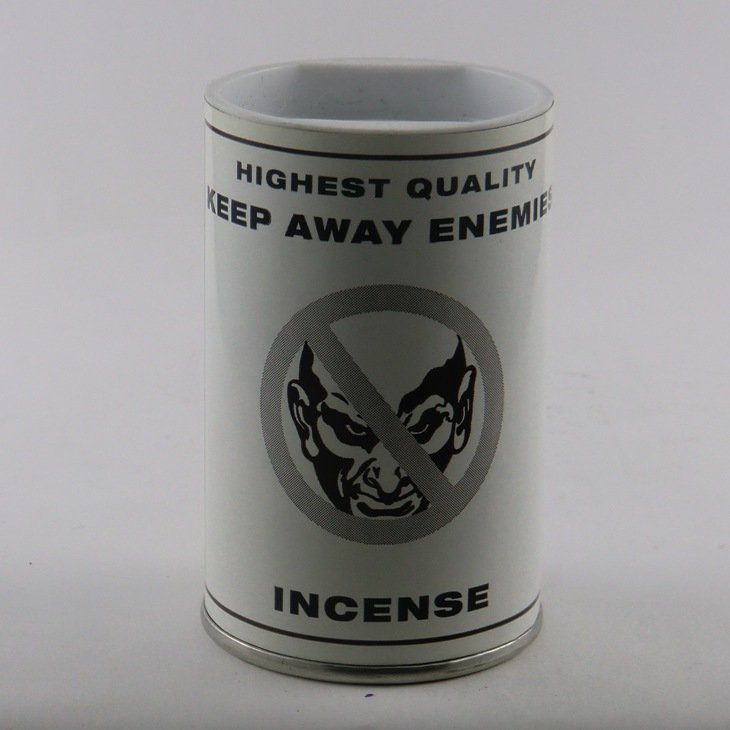 HIGHEST QUALITY
KEEP AWAY ENEMIES
INCENSE